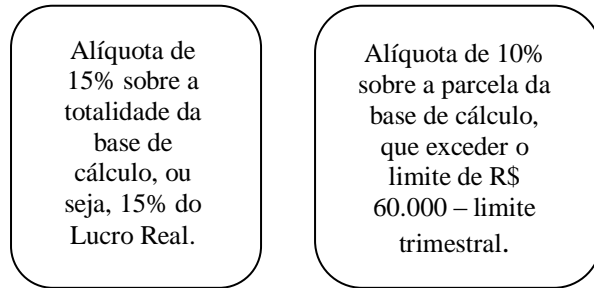 Alíquota de
15% sobre a
totalidade da
base de
cálculo, ou
seja, 15% do
Lucro Real.
Alíquota de 10%
sobre a parcela da
base de cálculo,
que exceder o
limite de R$
60.000 – limite
trimestral.